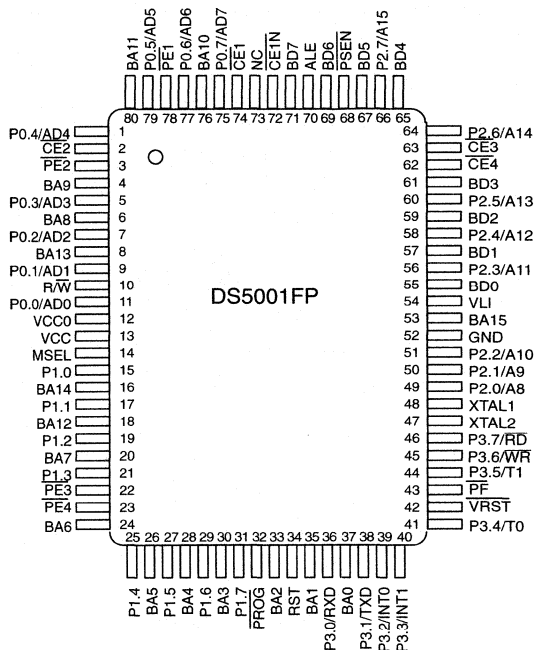 BA11
P0.5/AD5
PE1
P0.6/AD6
BA10
P0.7/AD7
CE1
NC
CE1N
BD7
ALE
BD6
PSEN
BD5
P2.7/A15
BD4
80 79 78 77 76 75 74 73 72 71 70 69 68 67 66 65
P0.4/AD4 1
CE2 2
PE2 3
BA9 4
P0.3/AD3 5
BA8 6
P0.2/AD2 7
BA13 8
P0.1/AD1 9
R/W 10
P0.0/AD0 11
VCC0 12
VCC 13
MSEL 14
P1.0 15
BA14 16
P1.1 17
BA12 18
P1.2 19
BA7 20
P1.3 21
PE3 22
PE4 23
BA6 24
DS5001FP
64 P2.6/A14
63 CE3
62 CE4
61 BD3
60 P2.5/A13
59 BD2
58 P2.4/A12
57 BD1
56 P2.3/A11
55 BD0
54 VLI
53 BA15
52 GND
51 P2.2/A10
50 P2.1/A9
49 P2.0/A8
48 XTAL1
47 XTAL2
46 P3.7/RD
45 P3.6/WR
44 P3.5/T1
43 PF
42 VRST
41 P3.4/T0
25 26 27 28 29 30 31 32 33 34 35 36 37 38 39 40
P1.4
BA5
P1.5
BA4
P1.6
BA3
P1.7
PROG
BA2
RST
BA1
P3.0/RXD
BA0
P3.1/TXD
P3.2/INT0
P3.3/INT1